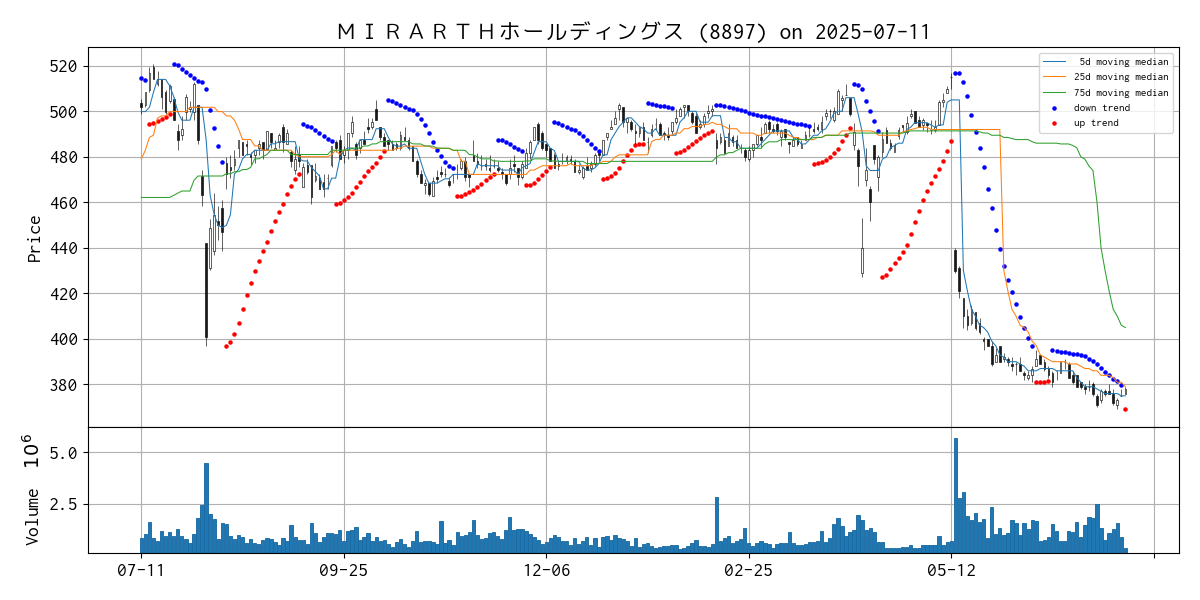 ＭＩＲＡＲＴＨホールディングス (8897) on 2025-07-11
5d moving median
25d moving median
75d moving median
down trend
up trend
520
500
480
460
440
420
400
380
Price
5.0
2.5
Volume 10^6
07-11
09-25
12-06
02-25
05-12